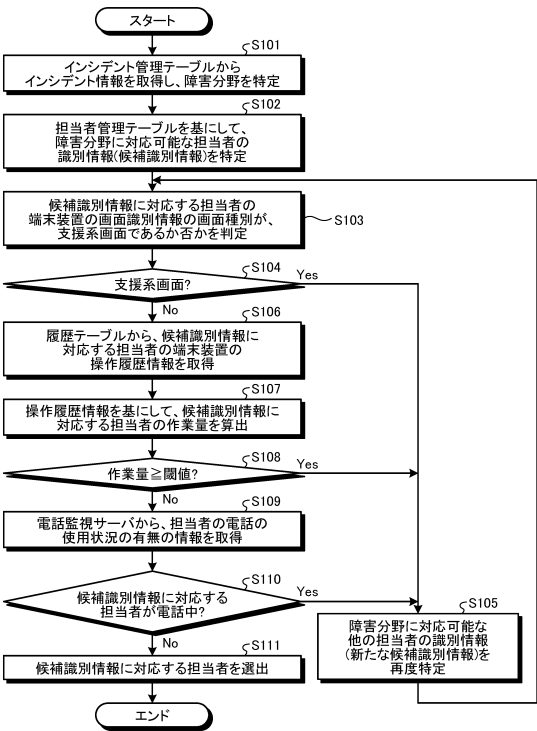 スタート
S101
インシデント管理テーブルから
インシデント情報を取得し、障害分野を特定
S102
担当者管理テーブルを基にして、
障害分野に対応可能な担当者の
識別情報(候補識別情報)を特定
候補識別情報に対応する担当者の
端末装置の画面識別情報の画面種別が、
支援系画面であるか否かを判定
S103
S104
支援系画面?
Yes
No
S106
履歴テーブルから、候補識別情報に
対応する担当者の端末装置の
操作履歴情報を取得
S107
操作履歴情報を基にして、候補識別情報に
対応する担当者の作業量を算出
S108
作業量≧閾値?
Yes
No
S109
電話監視サーバから、担当者の電話の
使用状況の有無の情報を取得
S110
候補識別情報に対応する
担当者が電話中?
Yes
No
S105
障害分野に対応可能な
他の担当者の識別情報
(新たな候補識別情報)を
再度特定
S111
候補識別情報に対応する担当者を選出
エンド